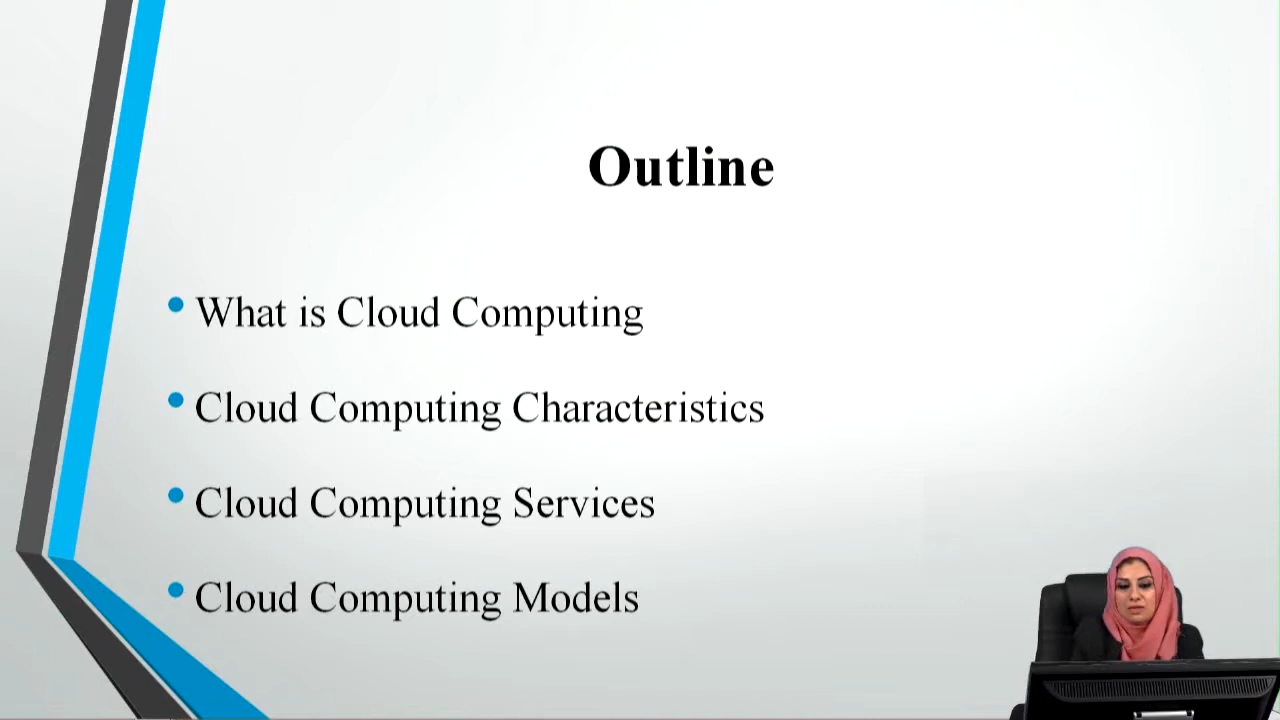 Outline
What is Cloud Computing
Cloud Computing Characteristics
Cloud Computing Services
Cloud Computing Models